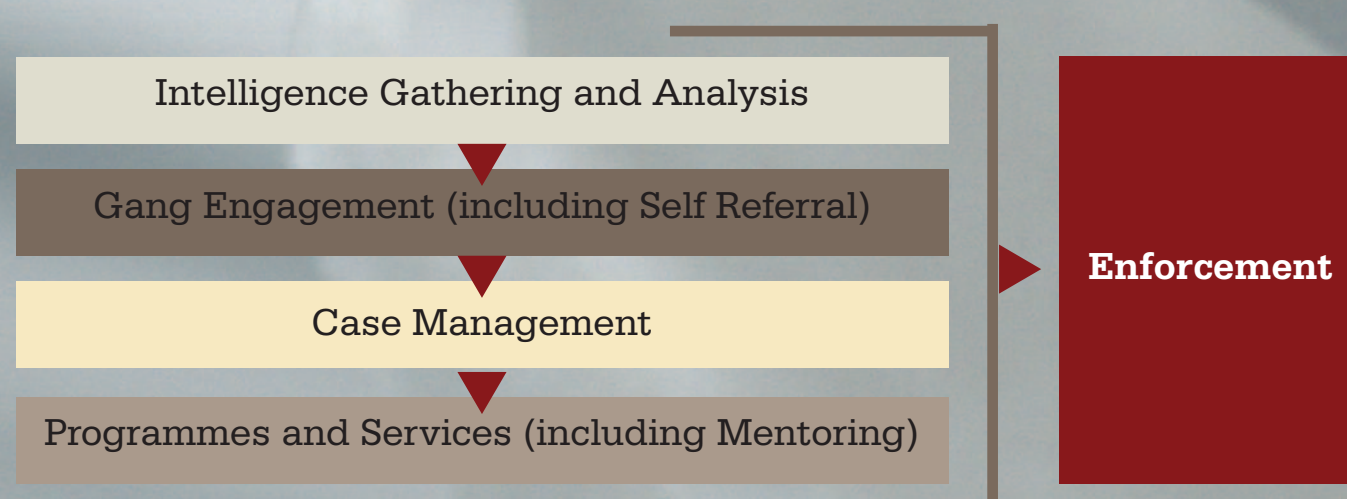 Intelligence Gathering and Analysis
Gang Engagement (including Self Referral)
Case Management
Programmes and Services (including Mentoring)
Enforcement